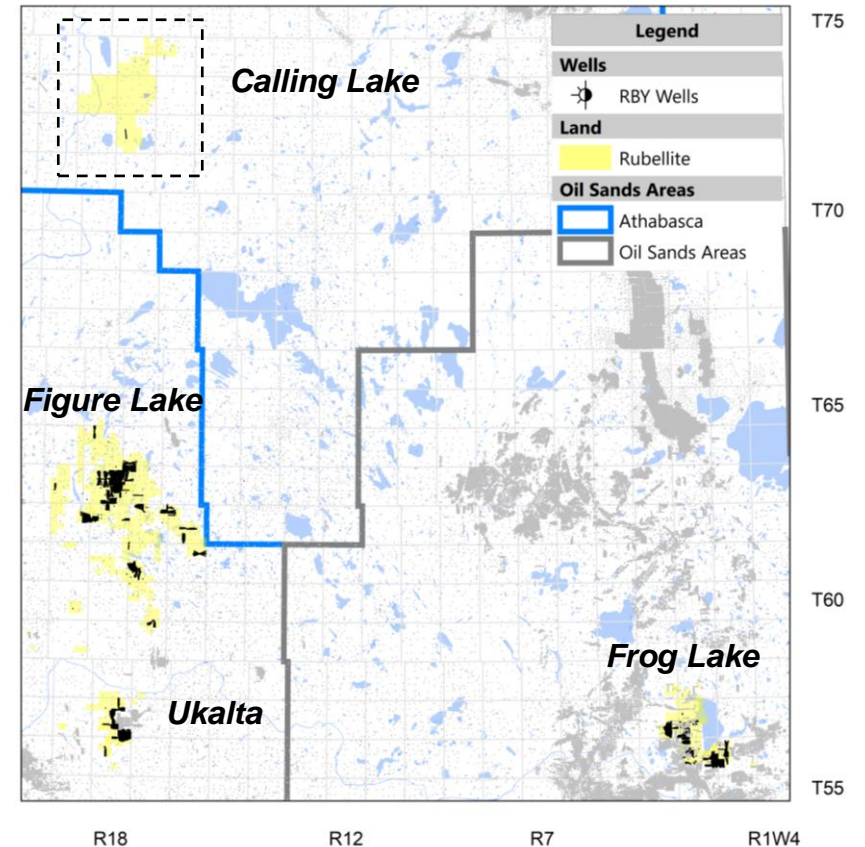 T75
Legend
Wells
RBY Wells
Land
Rubellite
Oil Sands Areas
Athabasca
Oil Sands Areas
Calling Lake
T70
Figure Lake
T65
T60
Frog Lake
Ukalta
T55
R18 R12 R7 R1W4